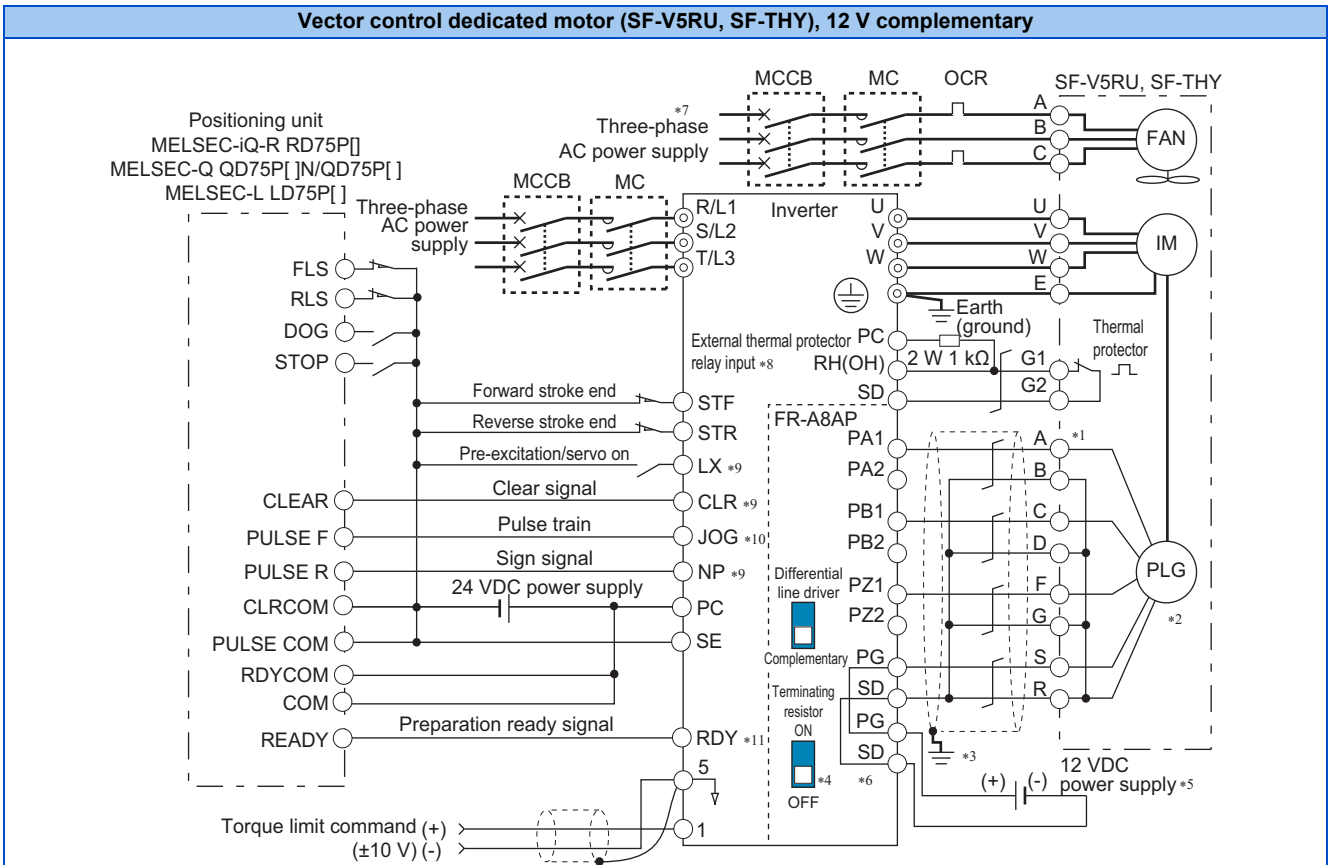 Vector control dedicated motor (SF-V5RU, SF-THY), 12 V complementary
MCCB
MC
OCR
SF-V5RU, SF-THY
*7
Three-phase
AC power supply
A
B
C
FAN
Positioning unit
MELSEC-iQ-R RD75P[]
MELSEC-Q QD75P[ ]N/QD75P[ ]
MELSEC-L LD75P[ ]
MCCB
MC
Three-phase
AC power
supply
R/L1
S/L2
T/L3
Inverter
U
V
W
U
V
W
E
IM
Earth
(ground)
FLS
RLS
DOG
STOP
External thermal protector
relay input *8
PC
RH(OH)
SD
2 W 1 kΩ
G1
G2
Thermal
protector
Forward stroke end
STF
Reverse stroke end
STR
Pre-excitation/servo on
LX *9
CLEAR
Clear signal
CLR *9
PULSE F
Pulse train
JOG *10
PULSE R
Sign signal
NP *9
CLRCOM
24 VDC power supply
PC
PULSE COM
SE
RDYCOM
COM
READY
Preparation ready signal
RDY *11
5
1
Torque limit command (+)
(±10 V) (-)
FR-A8AP
PA1
PA2
PB1
PB2
PZ1
PZ2
PG
SD
PG
SD
Differential
line driver
Complementary
Terminating
resistor
ON
*4
OFF
*6
A
*1
B
C
D
F
G
S
R
PLG
*2
*3
12 VDC
power supply *5
(+)
(-)